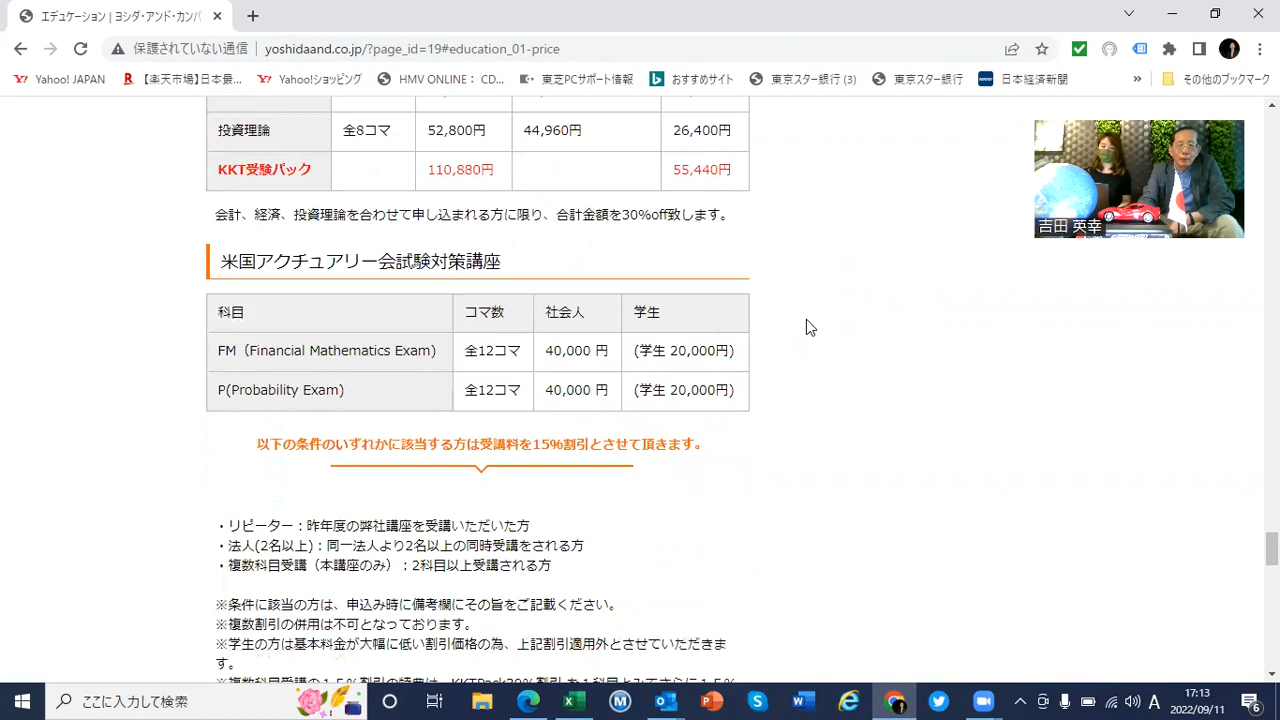 エデュケーション | ヨシダ・アンド・カンパ
保護されていない通信 | yoshidaand.co.jp/?page_id=19#education_01-price
Yahoo! JAPAN 【楽天市場】日本最... Yahoo!ショッピング HMV ONLINE： CD... 東芝PCサポート情報 おすすめサイト 東京スター銀行 (3) 東京スター銀行 日本経済新聞 » その他のブックマーク
投資理論 全8コマ 52,800円 44,960円 26,400円
KKT受験パック 110,880円 55,440円
会計、経済、投資理論を合わせて申し込まれる方に限り、合計金額を30%off致します。
吉田 英幸
米国アクチュアリー会試験対策講座
科目 コマ数 社会人 学生
FM（Financial Mathematics Exam) 全12コマ 40,000 円 (学生 20,000円)
P(Probability Exam) 全12コマ 40,000 円 (学生 20,000円)
以下の条件のいずれかに該当する方は受講料を15%割引とさせて頂きます。
・リピーター：昨年度の弊社講座を受講いただいた方
・法人(2名以上)：同一法人より2名以上の同時受講をされる方
・複数科目受講（本講座のみ）：2科目以上受講される方
※条件に該当の方は、申込み時に備考欄にその旨をご記載ください。
※複数割引の併用は不可となっております。
※学生の方は基本料金が大幅に低い割引価格の為、上記割引適用外とさせていただきま
す。
ここに入力して検索
A
17:13
2022/09/11
6